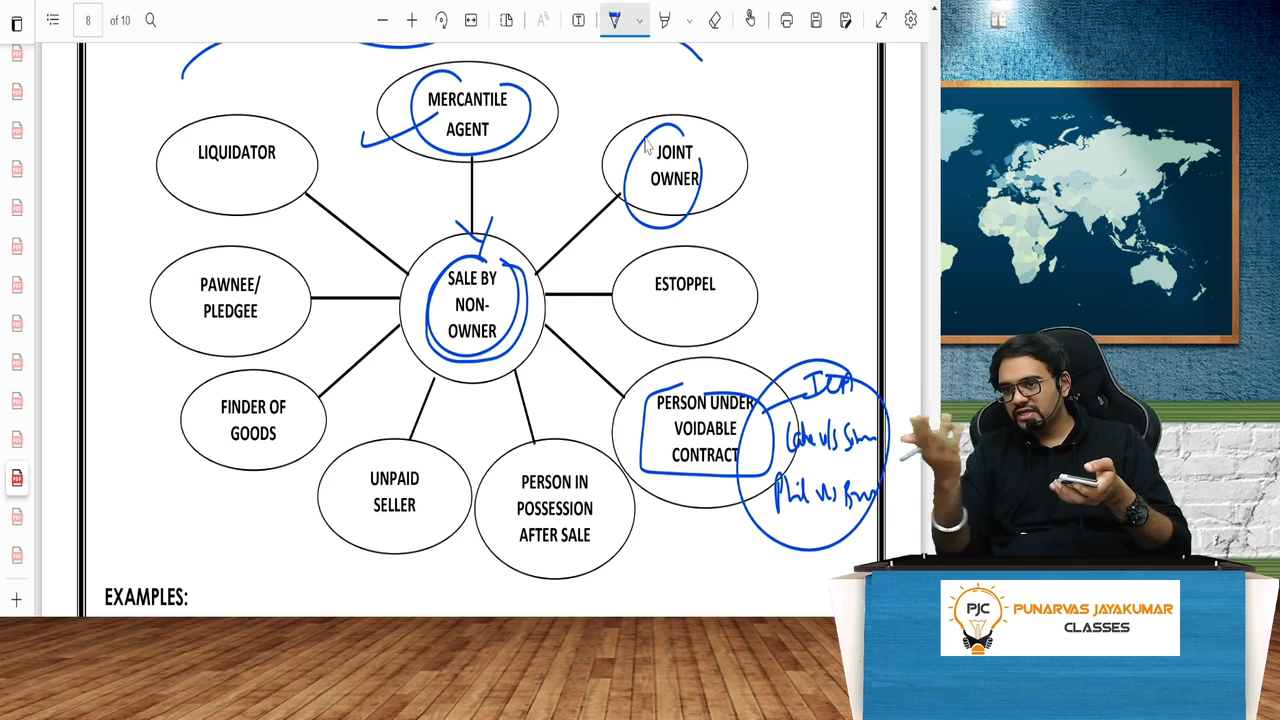 8
of 10
MERCANTILE
AGENT
LIQUIDATOR
JOINT
OWNER
SALE BY
NON-
OWNER
PAWNEE/
PLEDGEE
ESTOPPEL
FINDER OF
GOODS
PERSON UNDER
VOIDABLE
CONTRACT
UNPAID
SELLER
PERSON IN
POSSESSION
AFTER SALE
EXAMPLES:
PJC
PUNARVAS JAYAKUMAR
CLASSES